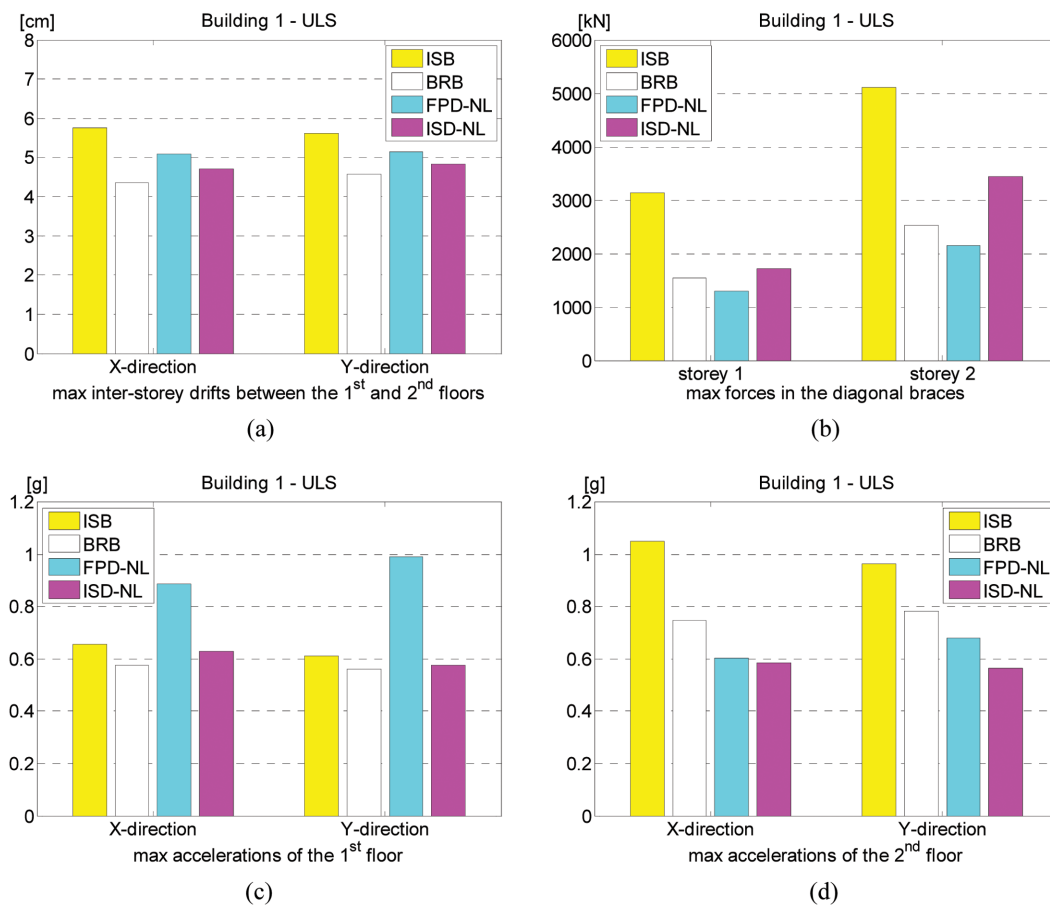 [cm]
Building 1 - ULS
8
7
6
5
4
3
2
1
0
ISB
BRB
FPD-NL
ISD-NL
X-direction
Y-direction
max inter-storey drifts between the 1st and 2nd floors
(a)
[kN]
Building 1 - ULS
6000
5000
4000
3000
2000
1000
0
ISB
BRB
FPD-NL
ISD-NL
storey 1
storey 2
max forces in the diagonal braces
(b)
[g]
Building 1 - ULS
1.2
1
0.8
0.6
0.4
0.2
0
ISB
BRB
FPD-NL
ISD-NL
X-direction
Y-direction
max accelerations of the 1st floor
(c)
[g]
Building 1 - ULS
1.2
1
0.8
0.6
0.4
0.2
0
ISB
BRB
FPD-NL
ISD-NL
X-direction
Y-direction
max accelerations of the 2nd floor
(d)